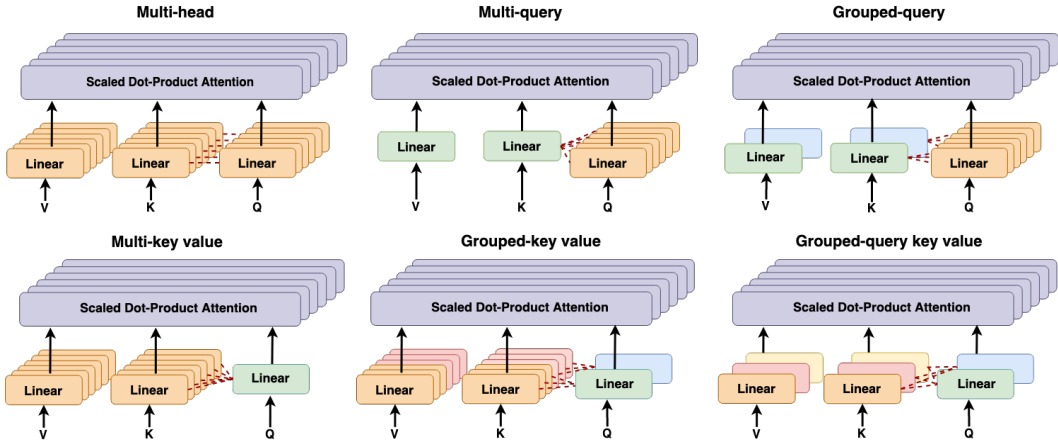 Multi-head
Multi-query
Grouped-query
Scaled Dot-Product Attention
Scaled Dot-Product Attention
Scaled Dot-Product Attention
Linear
Linear
Linear
Linear
Linear
Linear
Linear
Linear
Linear
V
K
Q
V
K
Q
V
K
Q
Multi-key value
Grouped-key value
Grouped-query key value
Scaled Dot-Product Attention
Scaled Dot-Product Attention
Scaled Dot-Product Attention
Linear
Linear
Linear
Linear
Linear
Linear
Linear
Linear
Linear
V
K
Q
V
K
Q
V
K
Q